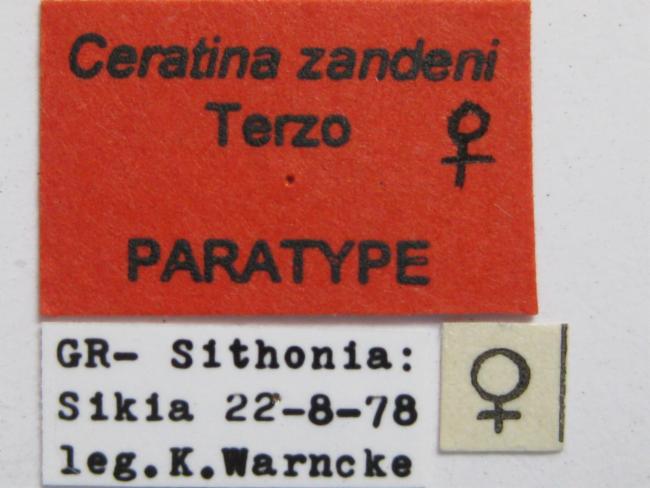 Ceratina zandeni
Terzo ♀
PARATYPE
GR- Sithonia:
Sikia 22-8-78
leg.K.Warncke
♀